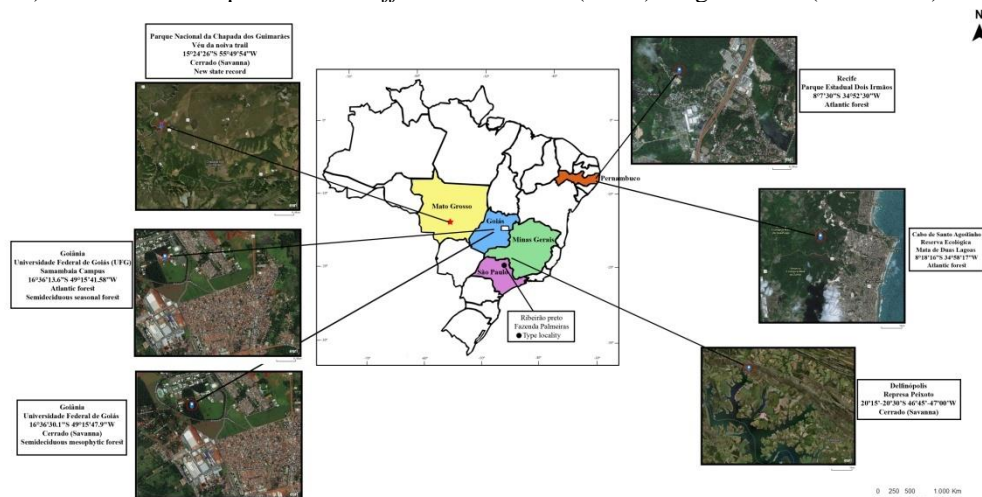 N
Parque Nacional da Chapada dos Guimarães
Véu da noiva trail
15°24'26"S 55°49'54"W
Cerrado (Savanna)
New state record
Recife
Parque Estadual Dois Irmãos
8°7'30"S 34°52'30"W
Atlantic forest
Pernambuco
Mato Grosso
Goiás
Minas Gerais
São Paulo
Ribeirão preto
Fazenda Palmeiras
Type locality
Goiânia
Universidade Federal de Goiás (UFG)
Samambaia Campus
16°36'13.6"S 49°15'41.58"W
Atlantic forest
Semideciduous seasonal forest
Cabo de Santo Agostinho
Reserva Ecológica
Mata de Duas Lagoas
8°18'16"S 34°58'17"W
Atlantic forest
Goiânia
Universidade Federal de Goiás
16°36'30.1"S 49°15'47.9"W
Cerrado (Savanna)
Semideciduous mesophytic forest
Delfinópolis
Represa Peixoto
20°15'-20°30'S 46°45'-47°00'W
Cerrado (Savanna)
0 250 500 1.000 Km